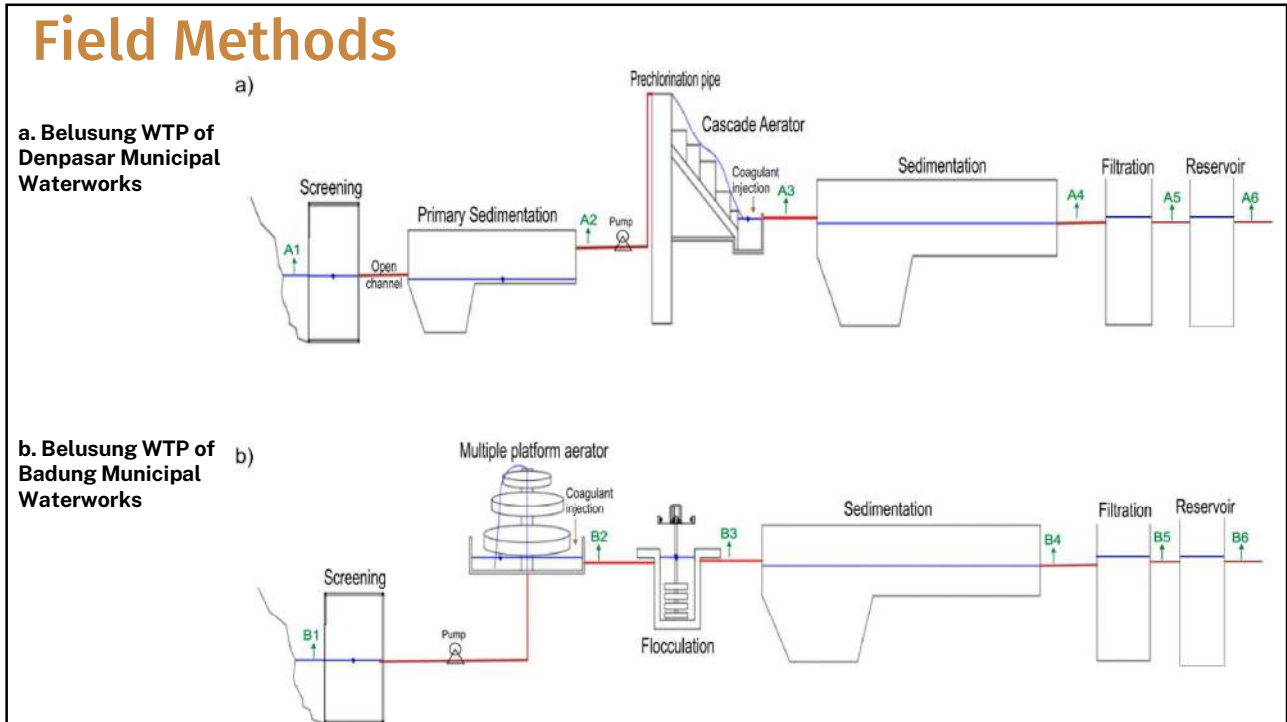 Field Methods
a)
a. Belusung WTP of
Denpasar Municipal
Waterworks
Prechlorination pipe
Cascade Aerator
Coagulant
injection
Screening
Primary Sedimentation
Sedimentation
Filtration
Reservoir
A1
Open
channel
A2
Pump
A3
A4
A5
A6
b. Belusung WTP of
Badung Municipal
Waterworks
b)
Multiple platform aerator
Coagulant
injection
Screening
Sedimentation
Filtration
Reservoir
B1
Pump
B2
Flocculation
B3
B4
B5
B6